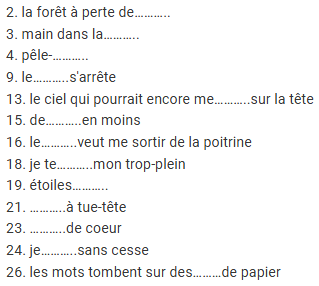 2. la forêt à perte de………..
3. main dans la………..
4. pêle-………..
9. le………..s'arrête
13. le ciel qui pourrait encore me………..sur la tête
15. de………..en moins
16. le………..veut me sortir de la poitrine
18. je te………..mon trop-plein
19. étoiles………..
21. ………..à tue-tête
23. ………..de coeur
24. je………..sans cesse
26. les mots tombent sur des………de papier